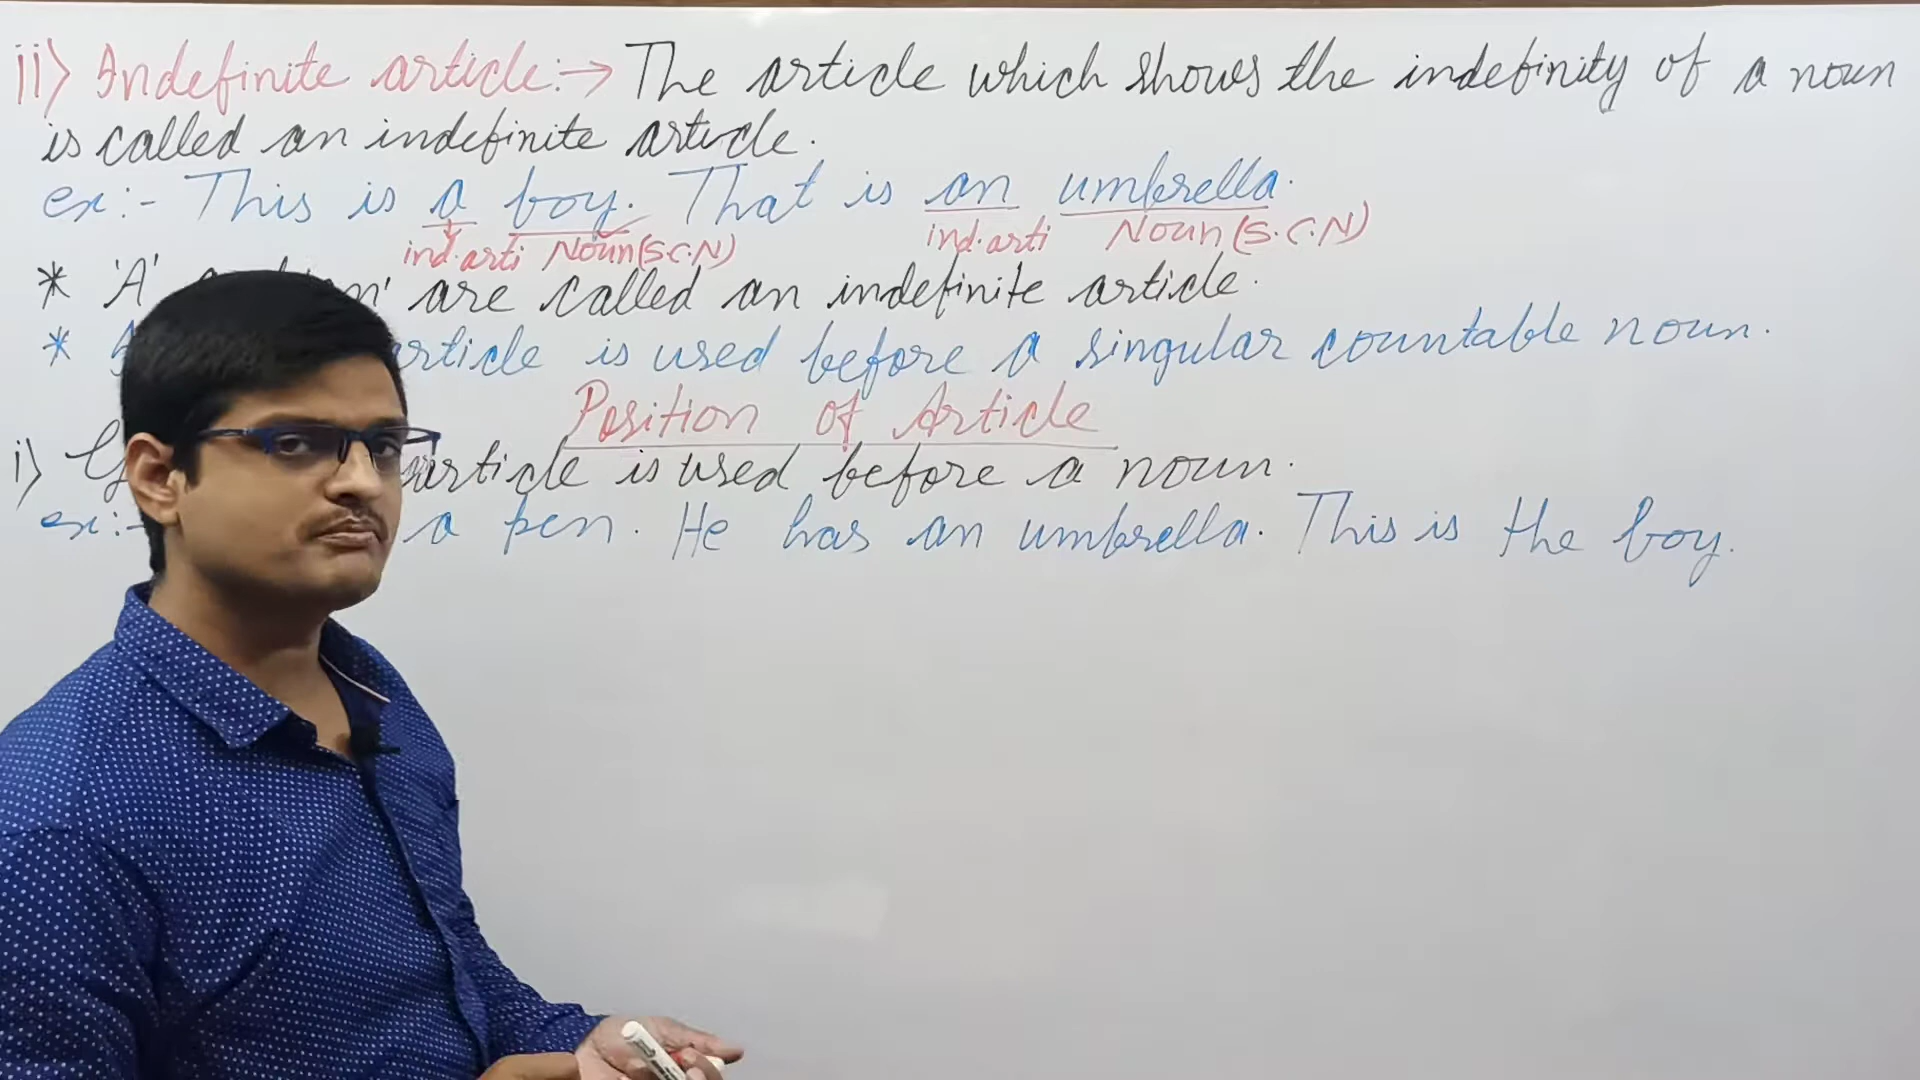 ii) Indefinite article:→ The article which shows the indefinity of a noun
is called an indefinite article.
ex:- This is a boy. That is an umbrella.
ind.arti Noun(S.C.N) ind.arti Noun(S.C.N)
* 'A' are called an indefinite article.
* article is used before a singular countable noun.
Position of Article
i) article is used before a noun.
ex:- a pen. He has an umbrella. This is the boy.